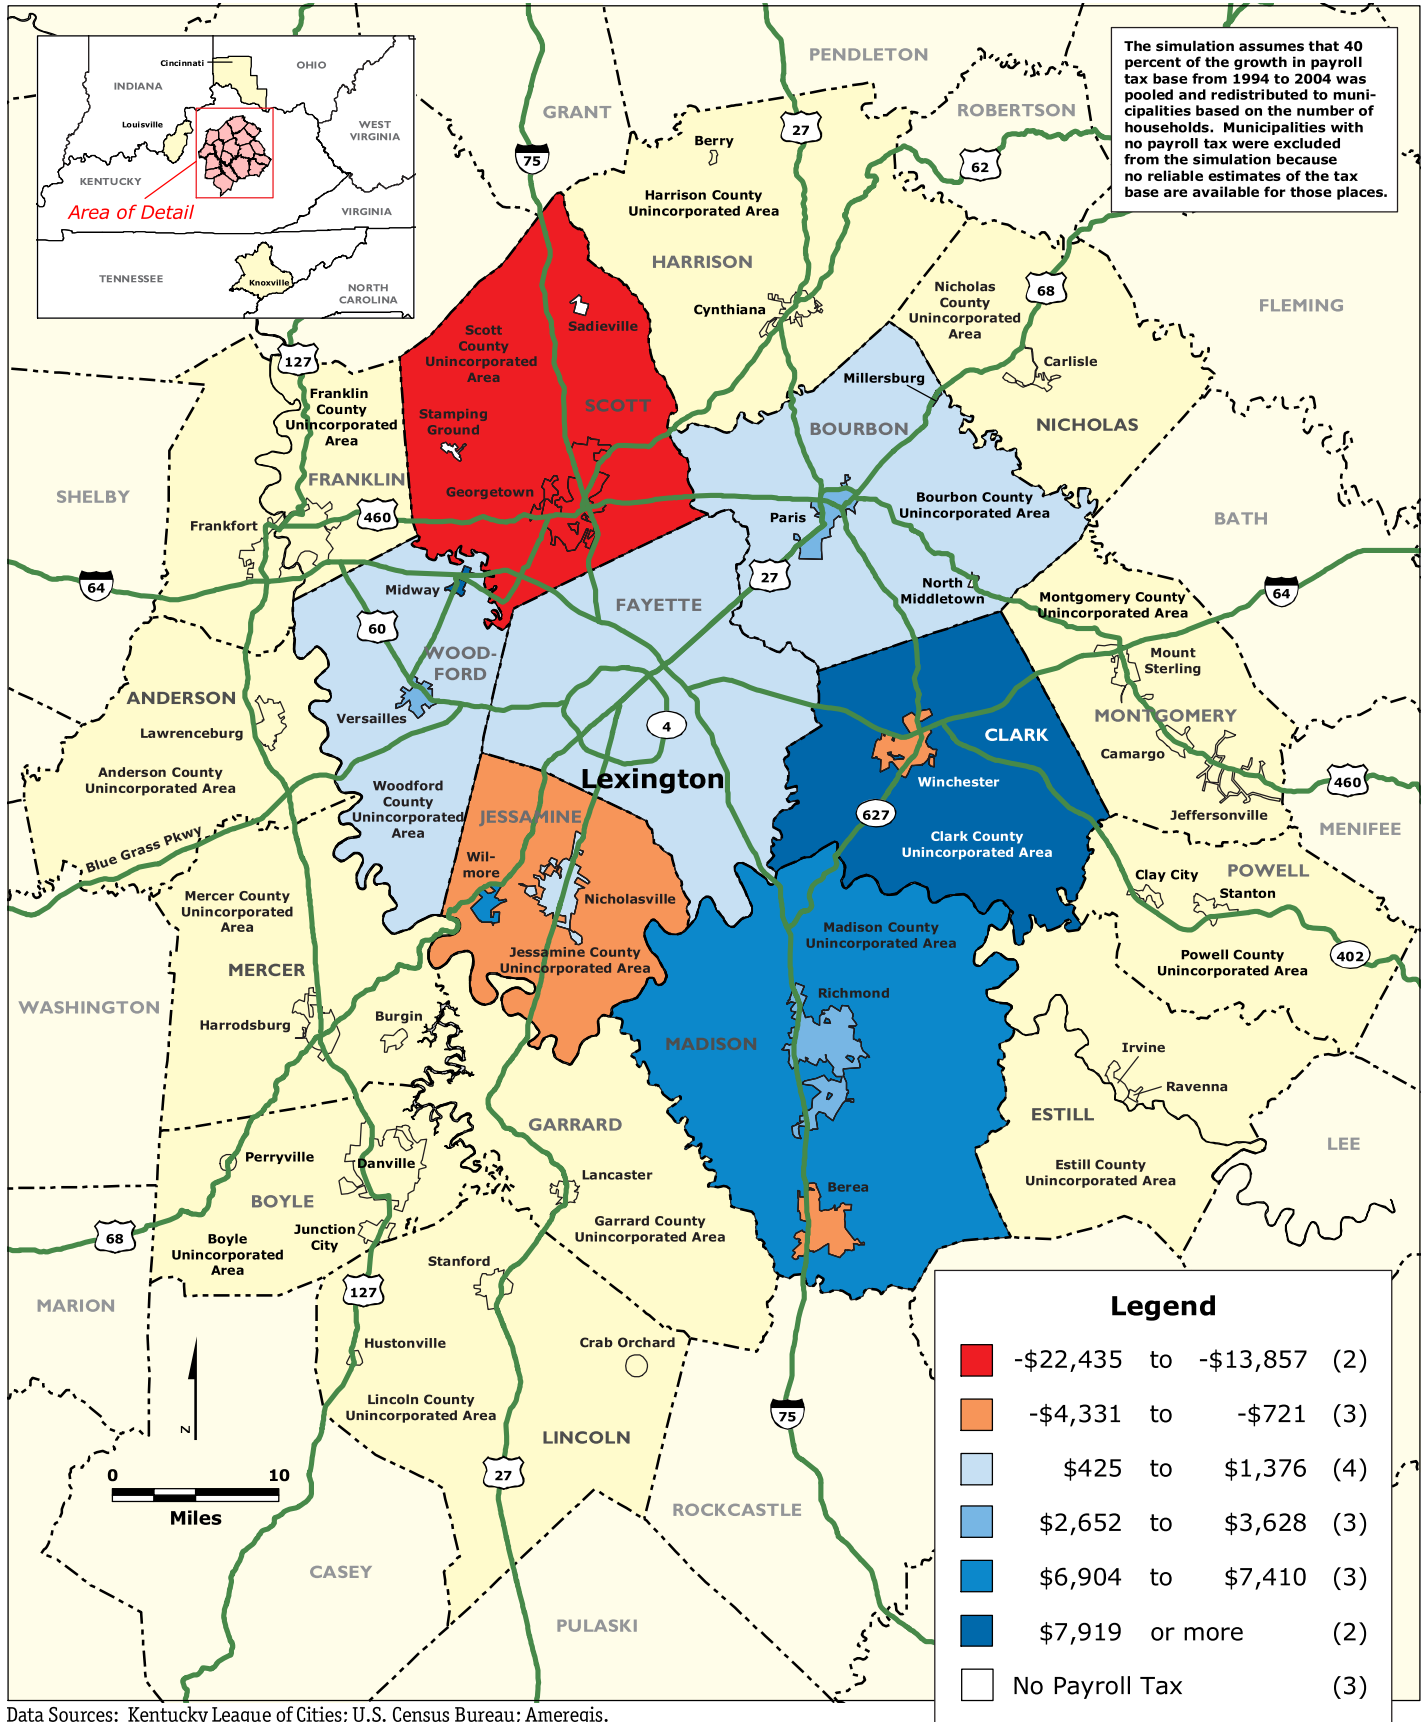 The simulation assumes that 40
percent of the growth in payroll
tax base from 1994 to 2004 was
pooled and redistributed to muni-
cipalities based on the number of
households.  Municipalities with
no payroll tax were excluded
from the simulation because
no reliable estimates of the tax
base are available for those places.
Cincinnati
OHIO
INDIANA
Louisville
WEST
VIRGINIA
KENTUCKY
Area of Detail
VIRGINIA
TENNESSEE
Knoxville
NORTH
CAROLINA
PENDLETON
GRANT
ROBERTSON
27
75
62
Berry
Harrison County
Unincorporated Area
HARRISON
Cynthiana
Nicholas
County
Unincorporated
Area
68
FLEMING
Sadieville
Scott
County
Unincorporated
Area
127
Franklin
County
Unincorporated
Area
Stamping
Ground
SCOTT
Millersburg
Carlisle
NICHOLAS
BOURBON
SHELBY
FRANKLIN
Georgetown
460
Frankfort
Paris
Bourbon County
Unincorporated Area
BATH
64
Midway
27
North
Middletown
Montgomery County
Unincorporated Area
64
FAYETTE
60
WOOD-
FORD
Mount
Sterling
ANDERSON
Lawrenceburg
Versailles
4
MONTGOMERY
CLARK
Camargo
Anderson County
Unincorporated Area
Lexington
Winchester
460
Woodford
County
Unincorporated
Area
JESSAMINE
627
Jeffersonville
MENIFEE
Blue Grass Pkwy
Clark County
Unincorporated Area
Wil-
more
Nicholasville
POWELL
Clay City
Stanton
Mercer County
Unincorporated
Area
Madison County
Unincorporated Area
Jessamine County
Unincorporated Area
Powell County
Unincorporated Area
402
MERCER
WASHINGTON
Harrodsburg
Burgin
Richmond
MADISON
Irvine
Ravenna
ESTILL
GARRARD
LEE
Perryville
Danville
Lancaster
Estill County
Unincorporated Area
BOYLE
Berea
68
Junction
City
Boyle
Unincorporated
Area
Garrard County
Unincorporated Area
Stanford
127
MARION
Hustonville
Crab Orchard
Lincoln County
Unincorporated Area
75
LINCOLN
N
0 10
Miles
27
ROCKCASTLE
CASEY
PULASKI
Legend
-$22,435 to -$13,857 (2)
-$4,331 to -$721 (3)
$425 to $1,376 (4)
$2,652 to $3,628 (3)
$6,904 to $7,410 (3)
$7,919 or more (2)
No Payroll Tax (3)
Data Sources:  Kentucky League of Cities; U.S. Census Bureau; Ameregis.